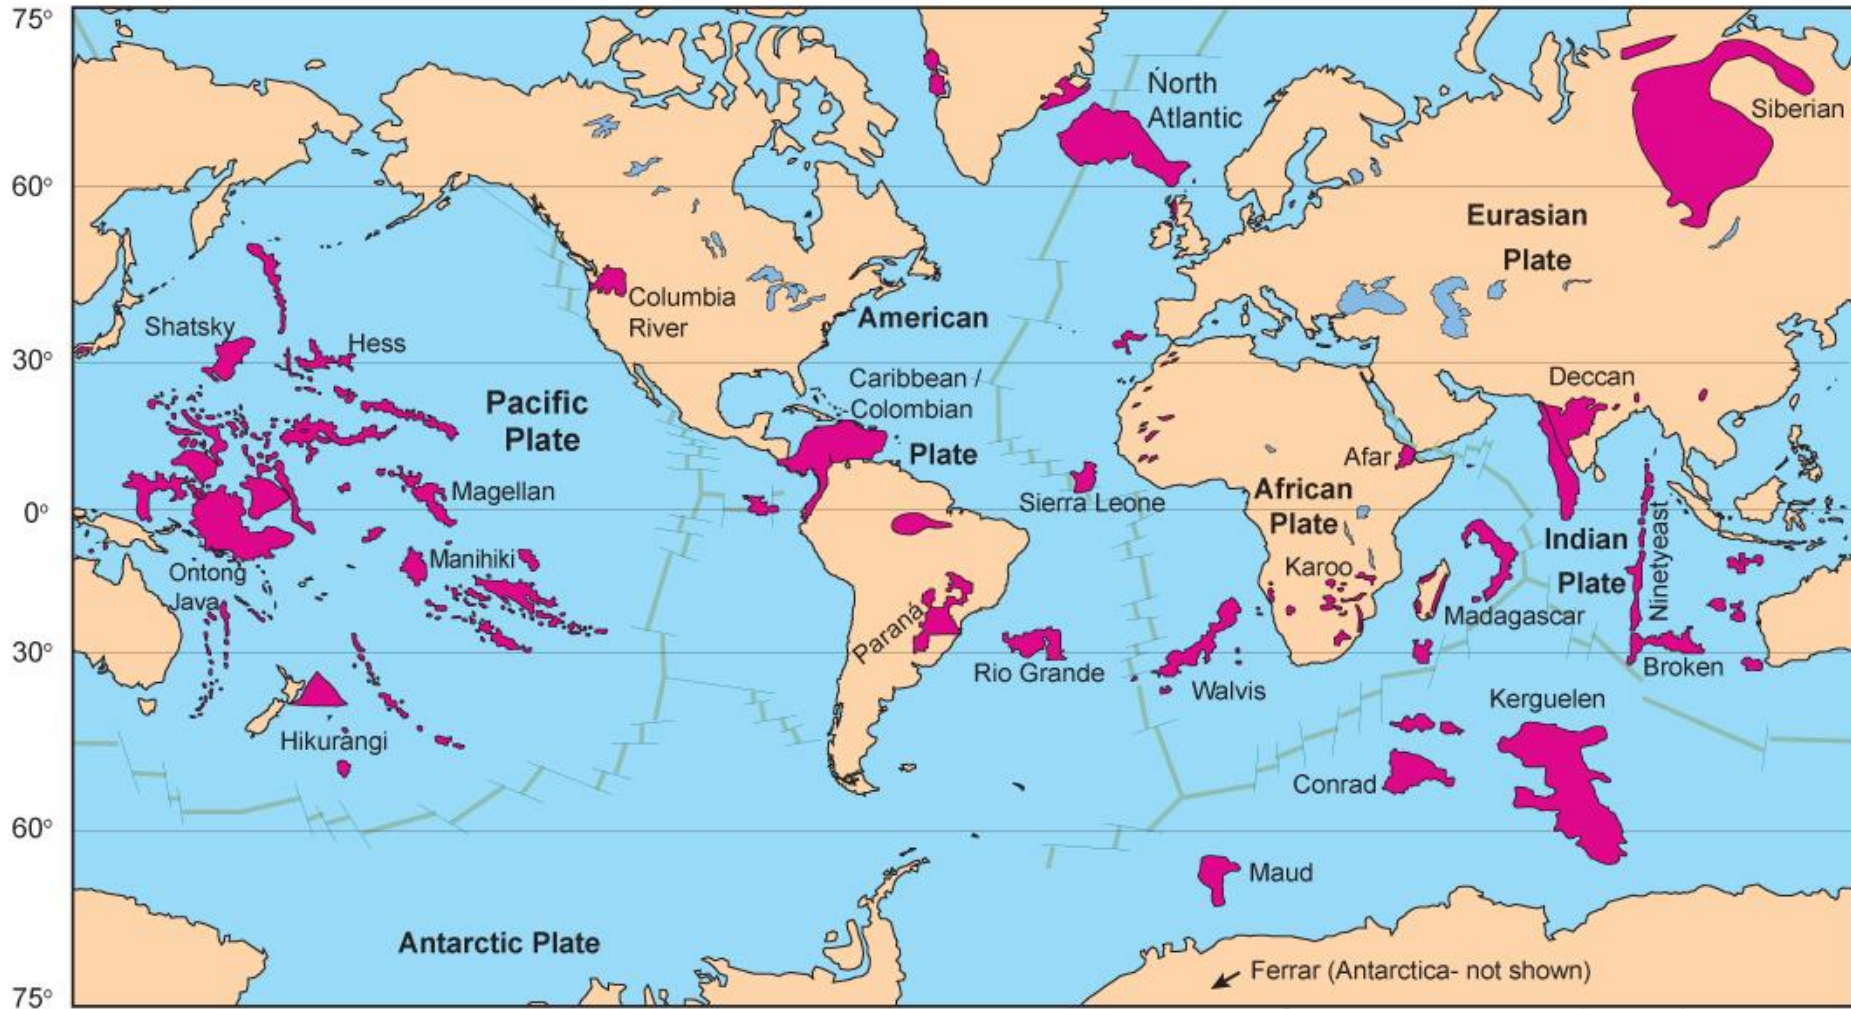 75°
60°
30°
0°
30°
60°
75°
North
Atlantic
Siberian
Eurasian
Plate
Columbia
River
American
Shatsky
Hess
Caribbean /
Colombian
Deccan
Pacific
Plate
Plate
Afar
Magellan
Sierra Leone
African
Plate
Indian
Plate
Ninetyeast
Ontong
Java
Manihiki
Karoo
Paraná
Madagascar
Rio Grande
Walvis
Broken
Hikurangi
Kerguelen
Conrad
Maud
Antarctic Plate
Ferrar (Antarctica- not shown)